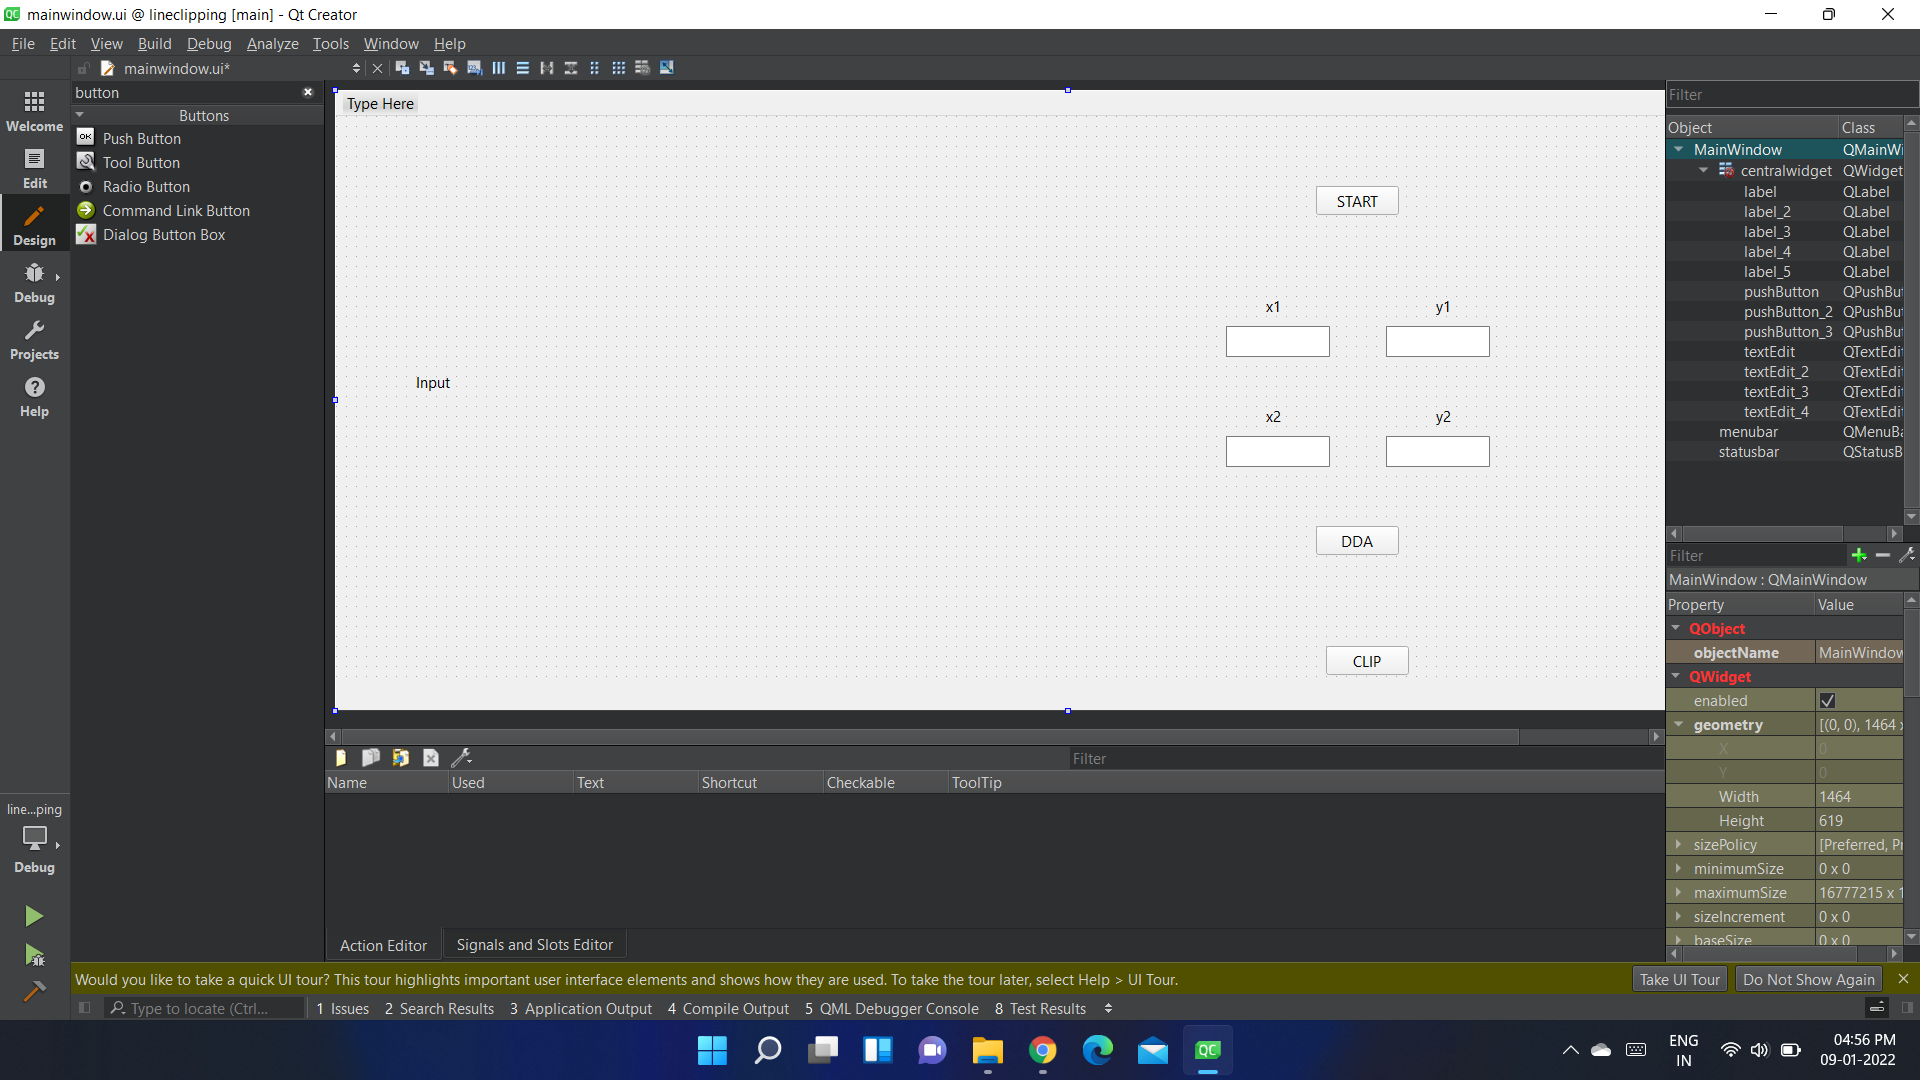 mainwindow.ui @ lineclipping [main] - Qt Creator
File Edit View Build Debug Analyze Tools Window Help
mainwindow.ui*
button
Buttons
Push Button
Tool Button
Radio Button
Command Link Button
Dialog Button Box
Welcome
Edit
Design
Debug
Projects
Help
line...ping
Debug
Type Here
START
x1 y1
Input
x2 y2
DDA
CLIP
Filter
Name Used Text Shortcut Checkable ToolTip
Action Editor Signals and Slots Editor
Filter
Object Class
MainWindow QMainWi
centralwidget QWidget
label QLabel
label_2 QLabel
label_3 QLabel
label_4 QLabel
label_5 QLabel
pushButton QPushBut
pushButton_2 QPushBut
pushButton_3 QPushBut
textEdit QTextEdit
textEdit_2 QTextEdit
textEdit_3 QTextEdit
textEdit_4 QTextEdit
menubar QMenuBa
statusbar QStatusB
Filter
MainWindow : QMainWindow
Property Value
QObject
objectName MainWindow
QWidget
enabled
geometry [(0, 0), 1464 x
X 0
Y 0
Width 1464
Height 619
sizePolicy [Preferred, Pr
minimumSize 0 x 0
maximumSize 16777215 x 1
sizeIncrement 0 x 0
baseSize 0 x 0
Would you like to take a quick UI tour? This tour highlights important user interface elements and shows how they are used. To take the tour later, select Help > UI Tour.
Take UI Tour Do Not Show Again
Type to locate (Ctrl... 1 Issues 2 Search Results 3 Application Output 4 Compile Output 5 QML Debugger Console 8 Test Results
ENG
IN
04:56 PM
09-01-2022